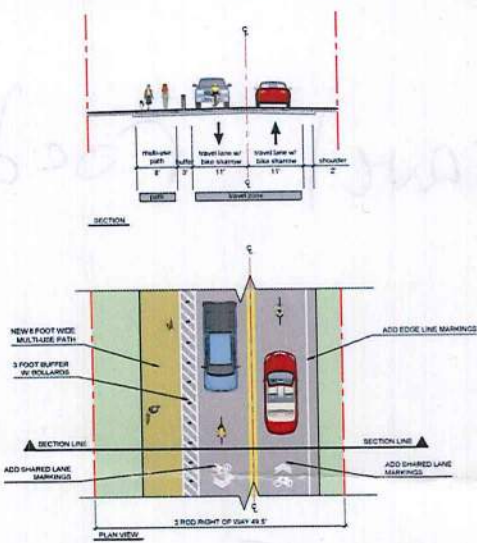 ℄
multi-use
path
8'
buffer
3'
travel lane w/
bike sharrow
11'
travel lane w/
bike sharrow
11'
shoulder
2'
℄
path
travel zone
SECTION
℄
NEW 8 FOOT WIDE
MULTI-USE PATH
3 FOOT BUFFER
W/ BOLLARDS
ADD EDGE LINE MARKINGS
SECTION LINE
SECTION LINE
ADD SHARED LANE
MARKINGS
ADD SHARED LANE
MARKINGS
3 ROD RIGHT OF WAY 49.5'
PLAN VIEW